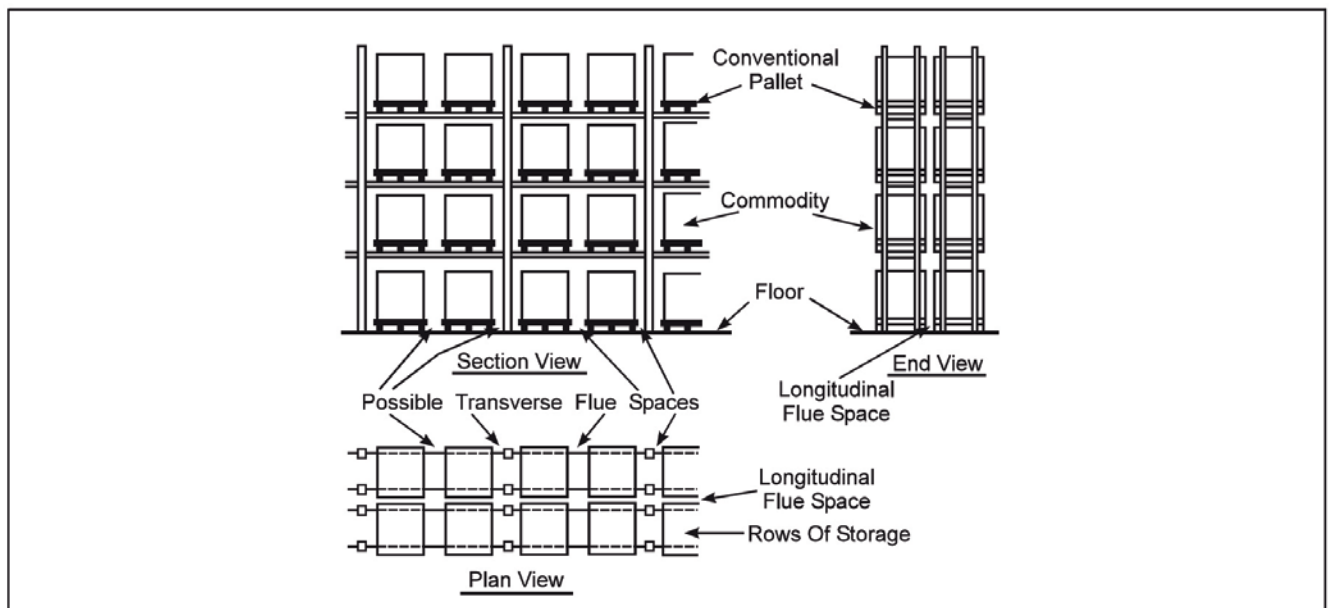 Conventional
Pallet
Commodity
Floor
Section View
End View
Longitudinal
Flue Space
Possible Transverse Flue Spaces
Longitudinal
Flue Space
Rows Of Storage
Plan View